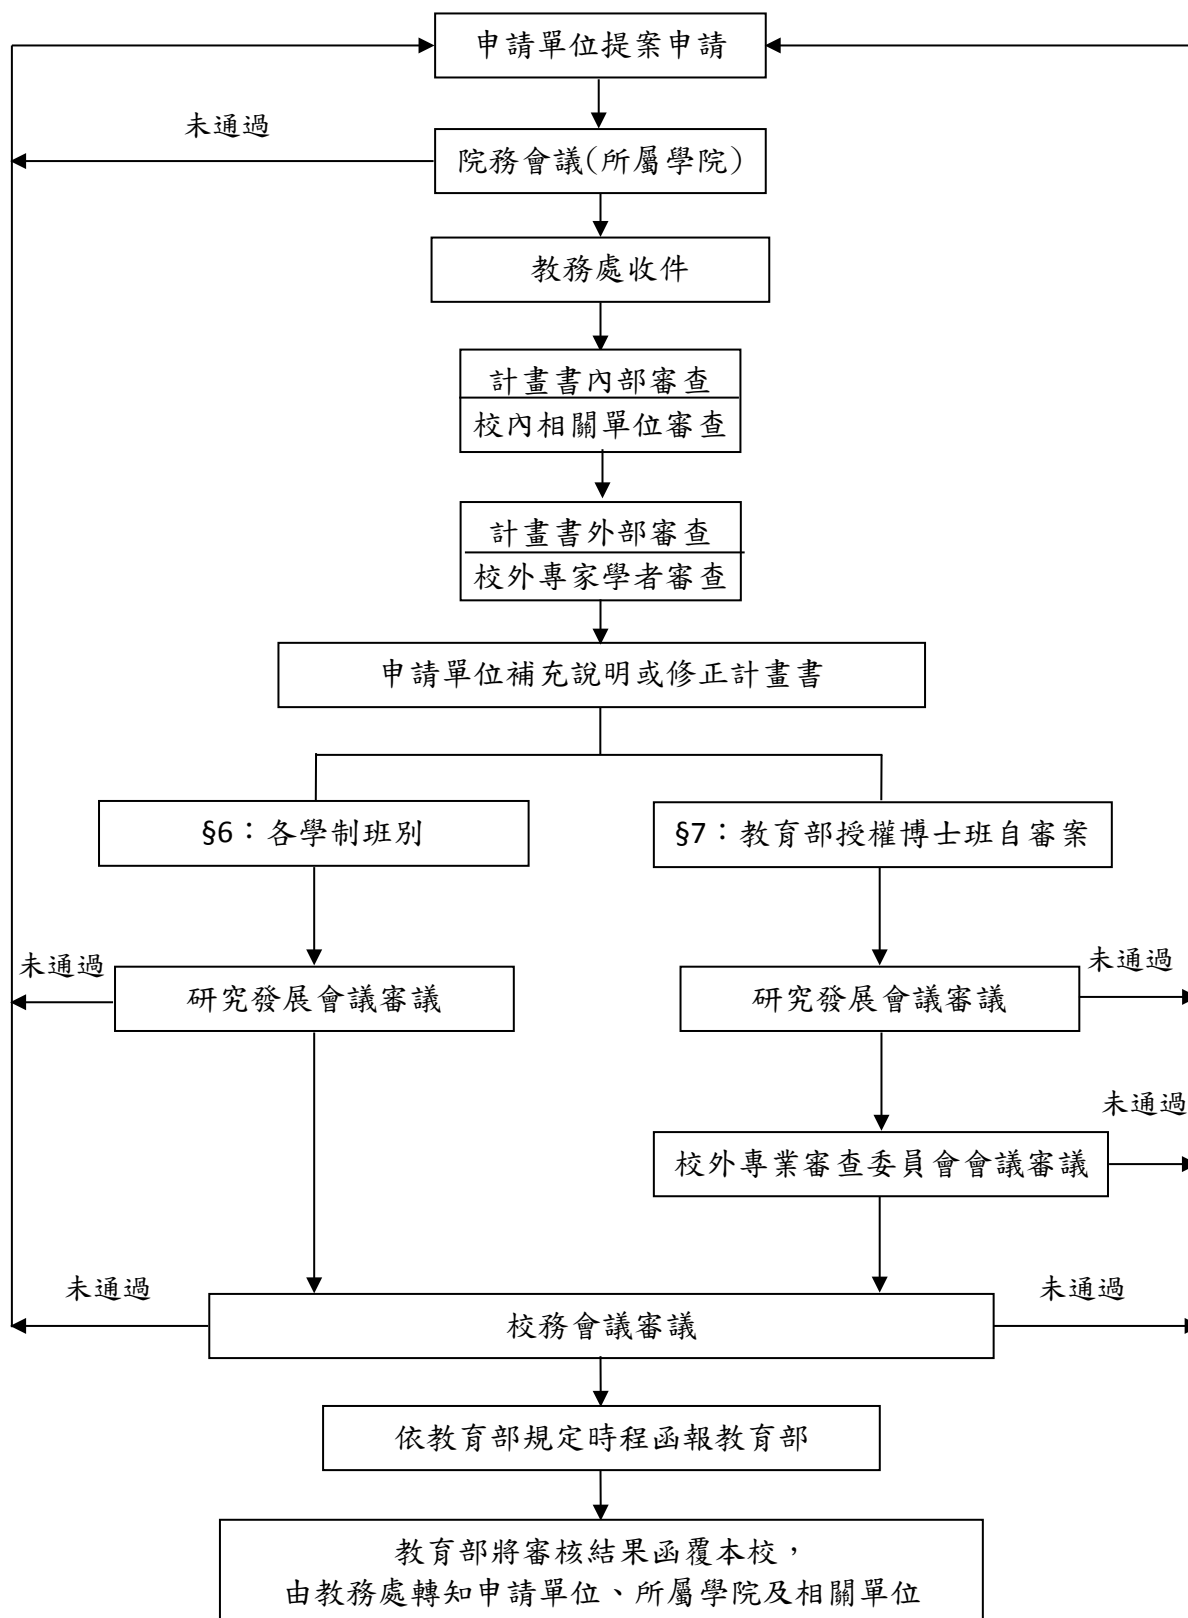 申請單位提案申請
未通過
院務會議(所屬學院)
教務處收件
計畫書內部審查
校內相關單位審查
計畫書外部審查
校外專家學者審查
申請單位補充說明或修正計畫書
§6：各學制班別
§7：教育部授權博士班自審案
未通過
研究發展會議審議
研究發展會議審議
未通過
未通過
校外專業審查委員會會議審議
未通過
校務會議審議
未通過
依教育部規定時程函報教育部
教育部將審核結果函覆本校，
由教務處轉知申請單位、所屬學院及相關單位